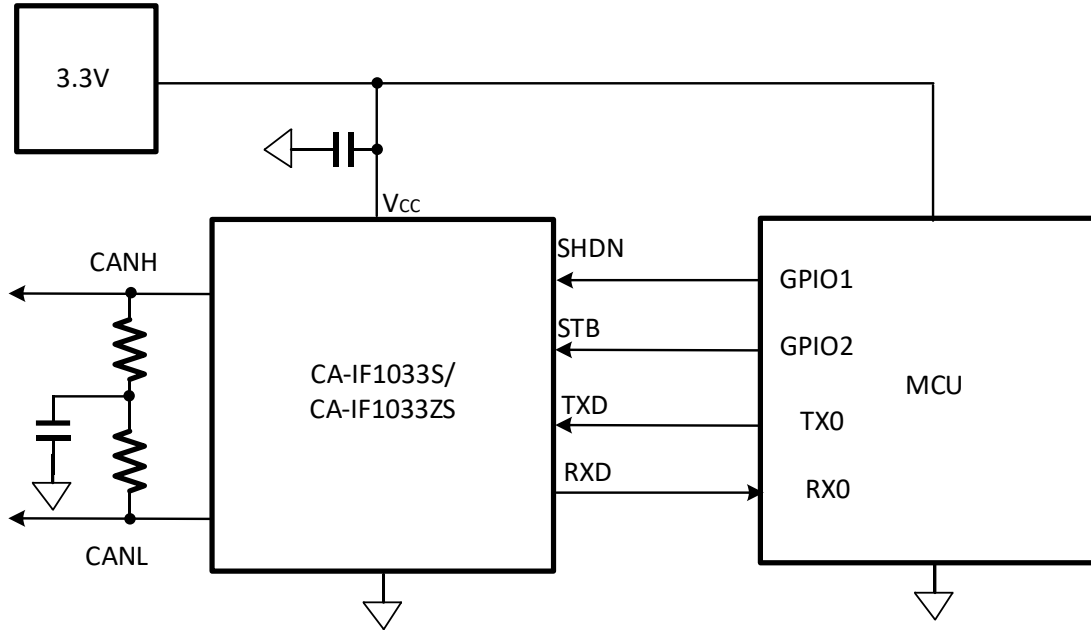 3.3V
VCC
CANH
SHDN
GPIO1
STB
GPIO2
CA-IF1033S/
CA-IF1033ZS
MCU
TXD
TX0
RXD
RX0
CANL